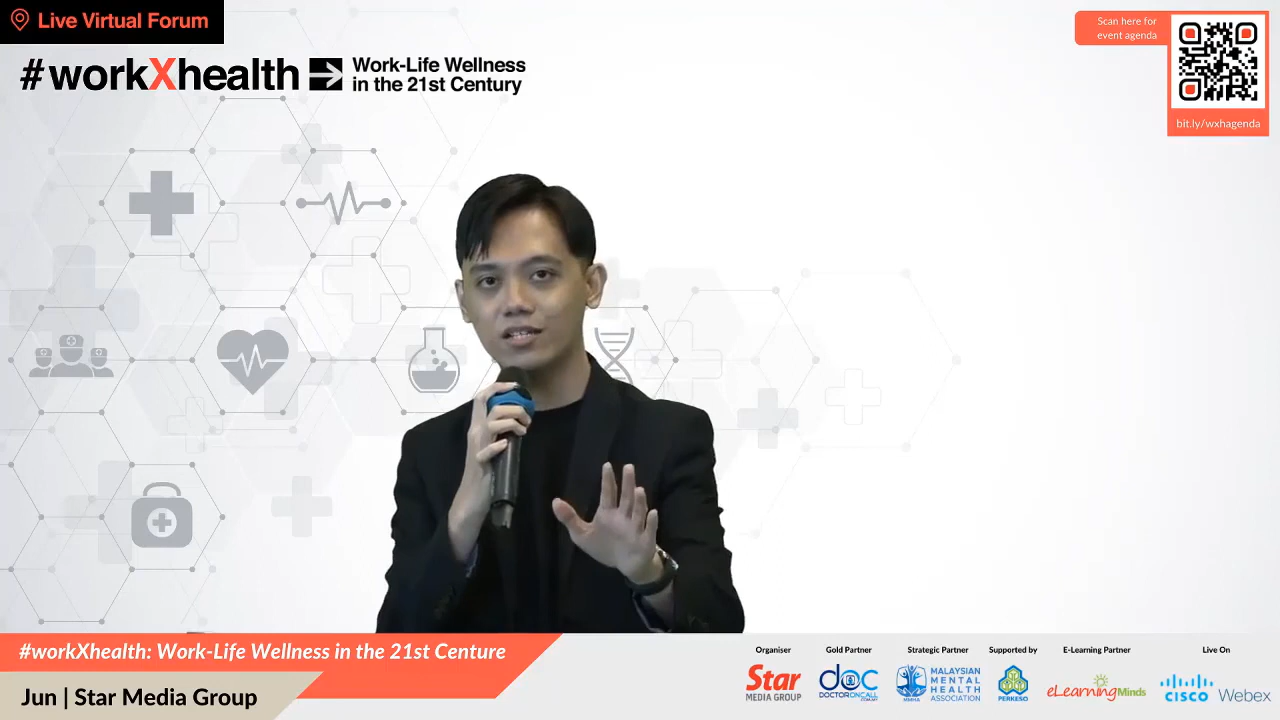 Live Virtual Forum
#workXhealth
Work-Life Wellness
in the 21st Century
Scan here for
event agenda
bit.ly/wxhagenda
#workXhealth: Work-Life Wellness in the 21st Centure
Jun | Star Media Group
Organiser
Star
MEDIA GROUP
Gold Partner
doc
DOCTORONCALL
Strategic Partner
MMHA
MALAYSIAN
MENTAL
HEALTH
ASSOCIATION
Supported by
PERKESO
E-Learning Partner
eLearningMinds
Live On
CISCO Webex